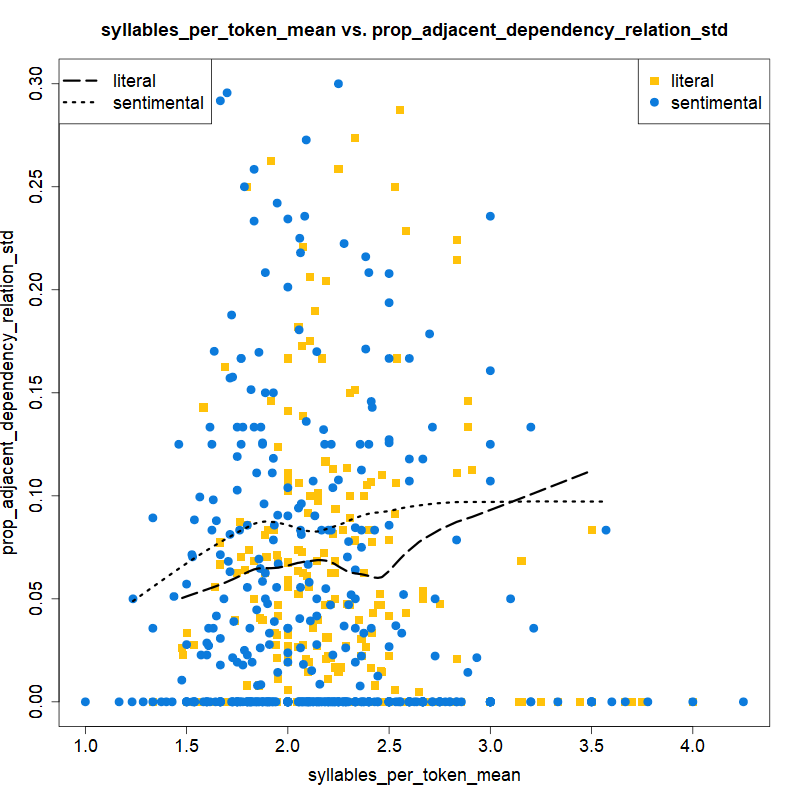 syllables_per_token_mean vs. prop_adjacent_dependency_relation_std
literal
sentimental
literal
sentimental
prop_adjacent_dependency_relation_std
0.30
0.25
0.20
0.15
0.10
0.05
0.00
1.0 1.5 2.0 2.5 3.0 3.5 4.0
syllables_per_token_mean